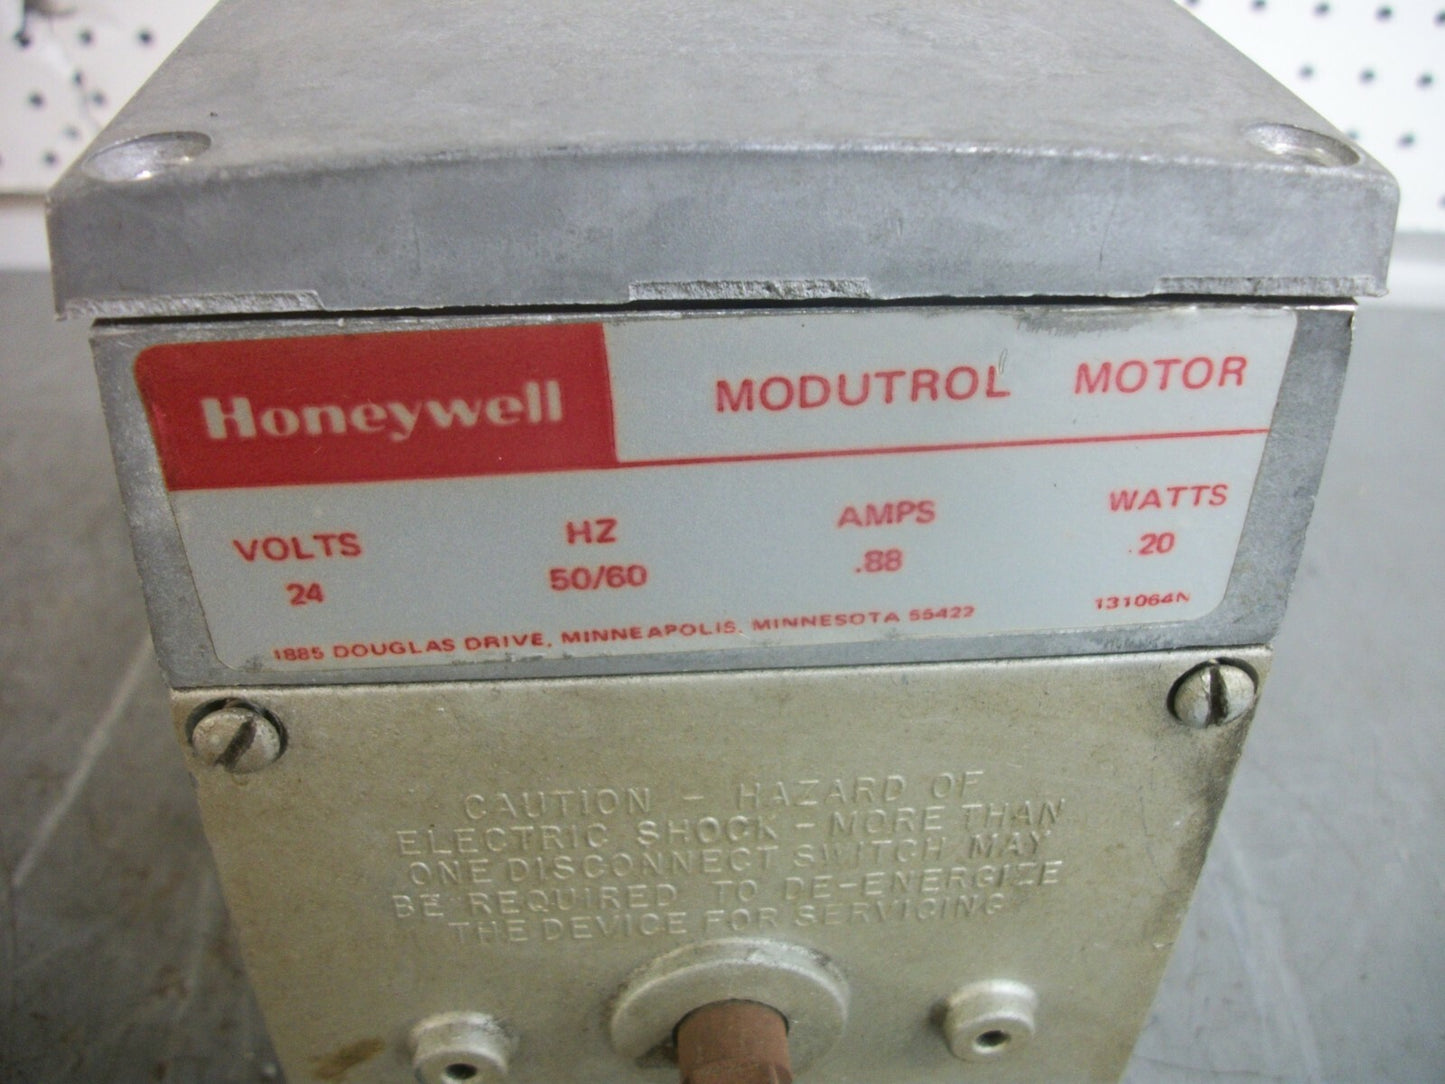 Honeywell MODUTROL MOTOR
VOLTS HZ AMPS WATTS
24 50/60 .88 20
1885 DOUGLAS DRIVE, MINNEAPOLIS, MINNESOTA 55422 131064N
CAUTION - HAZARD OF
ELECTRIC SHOCK - MORE THAN
ONE DISCONNECT SWITCH MAY
BE REQUIRED TO DE-ENERGIZE
THE DEVICE FOR SERVICING